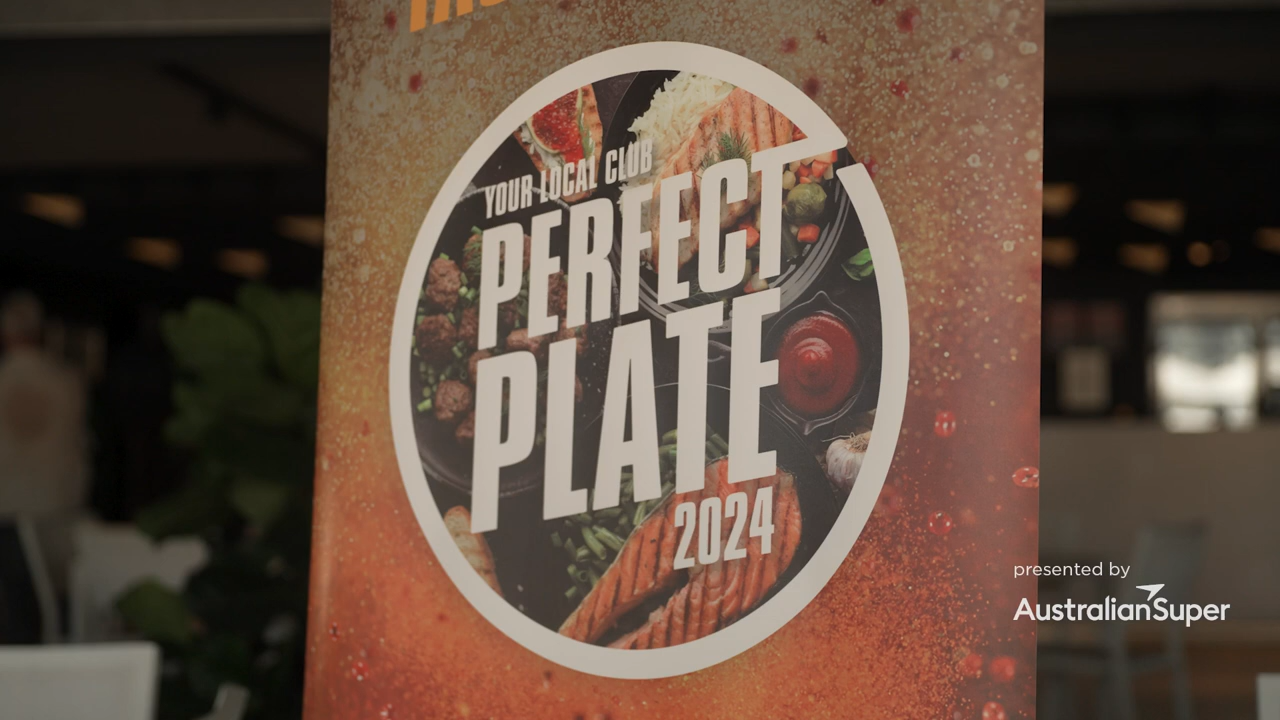 YOUR LOCAL CLUB
PERFECT
PLATE
2024
presented by
AustralianSuper